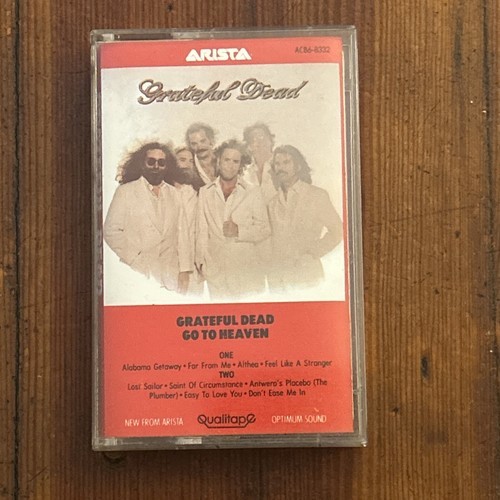 ARISTA
ACB6-8332
Grateful Dead
GRATEFUL DEAD
GO TO HEAVEN
ONE
Alabama Getaway • Far From Me • Althea • Feel Like A Stranger
TWO
Lost Sailor • Saint Of Circumstance • Antwerp's Placebo (The
Plumber) • Easy To Love You • Don't Ease Me In
NEW FROM ARISTA
Qualitape
OPTIMUM SOUND